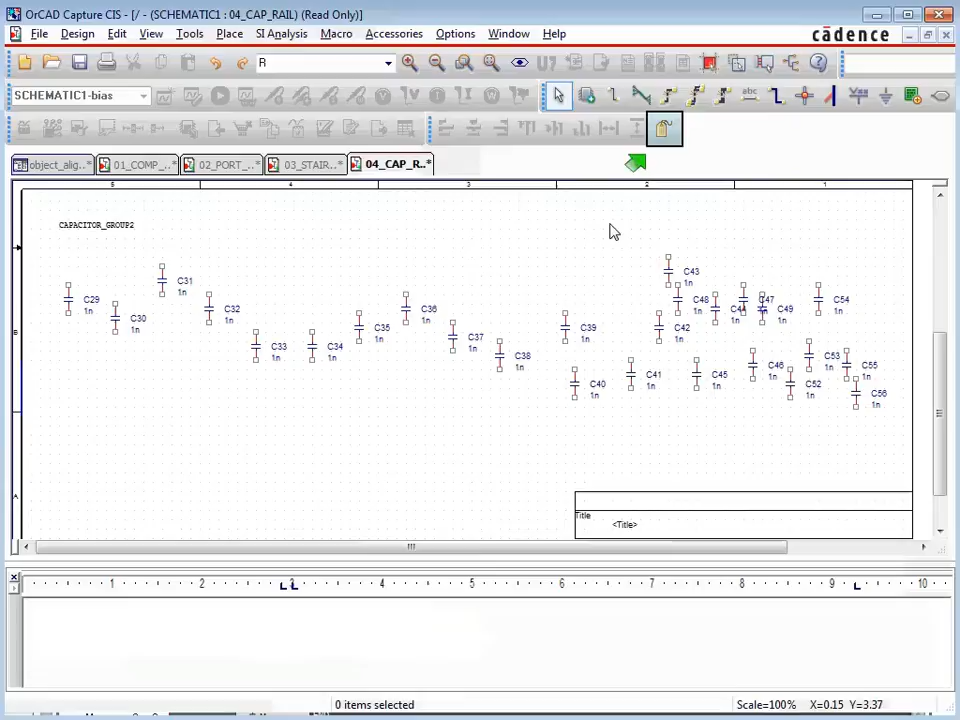 OrCAD Capture CIS - [/ - (SCHEMATIC1 : 04_CAP_RAIL) (Read Only)]
File Design Edit View Tools Place SI Analysis Macro Accessories Options Window Help
cādence
R
SCHEMATIC1-bias
object_alig..* 01_COMP_..* 02_PORT_..* 03_STAIR..* 04_CAP_R..*
5 4 3 2 1
CAPACITOR_GROUP2
C43
1n
C31
1n
C29
1n
C48
1n
C47
C54
1n
C32
1n
C36
1n
C49
1n
C30
1n
C35
1n
C39
1n
C42
1n
C37
1n
C33
1n
C34
1n
C38
1n
C53
1n
C46
1n
C55
1n
C41
1n
C45
1n
C40
1n
C52
1n
C56
1n
B
A
Title
<Title>
1 2 3 4 5 6 7 8 9 10
0 items selected
Scale=100% X=0.15 Y=3.37